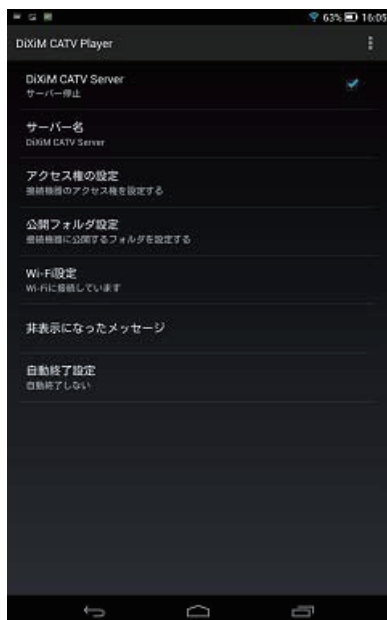 63% 16:05
DiXiM CATV Player
DiXiM CATV Server
サーバー停止
サーバー名
DiXiM CATV Server
アクセス権の設定
接続機器のアクセス権を設定する
公開フォルダ設定
接続機器に公開するフォルダを設定する
Wi-Fi設定
Wi-Fiに接続しています
非表示になったメッセージ
自動終了設定
自動終了しない